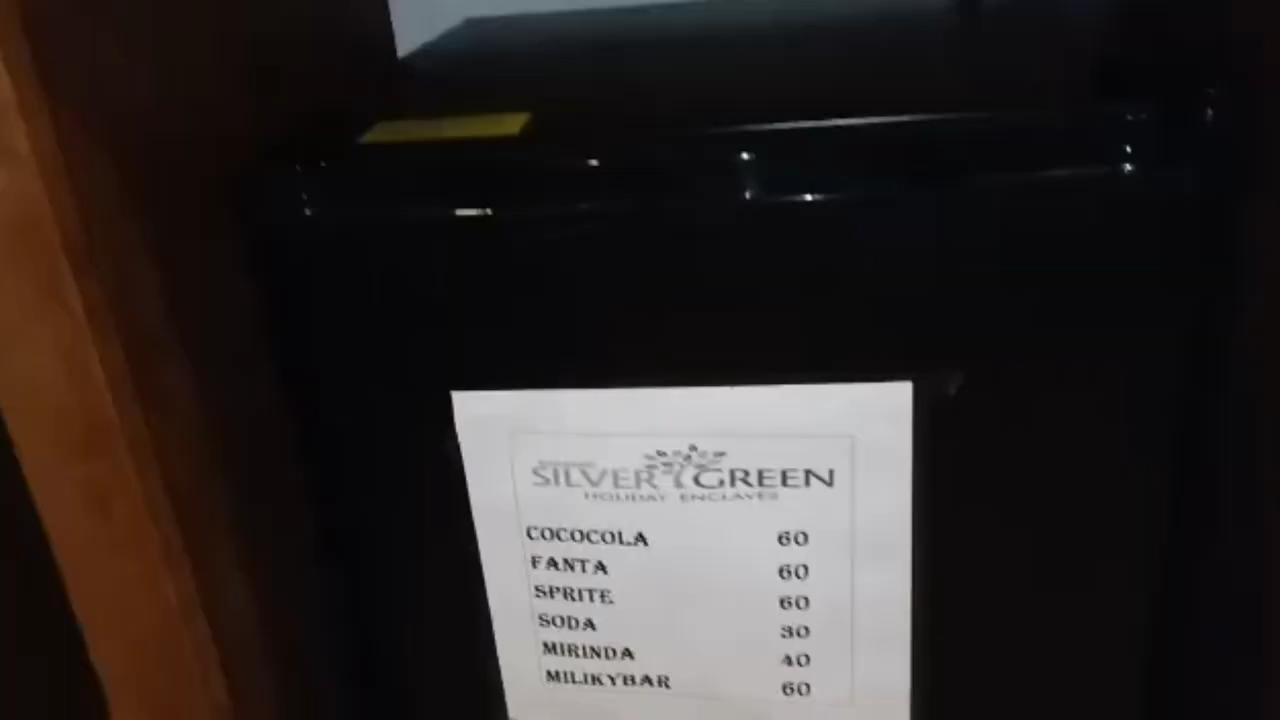 SILVER GREEN
HOLIDAY ENCLAVES
COCOCOLA 60
FANTA 60
SPRITE 60
SODA 30
MIRINDA 40
MILIKYBAR 60